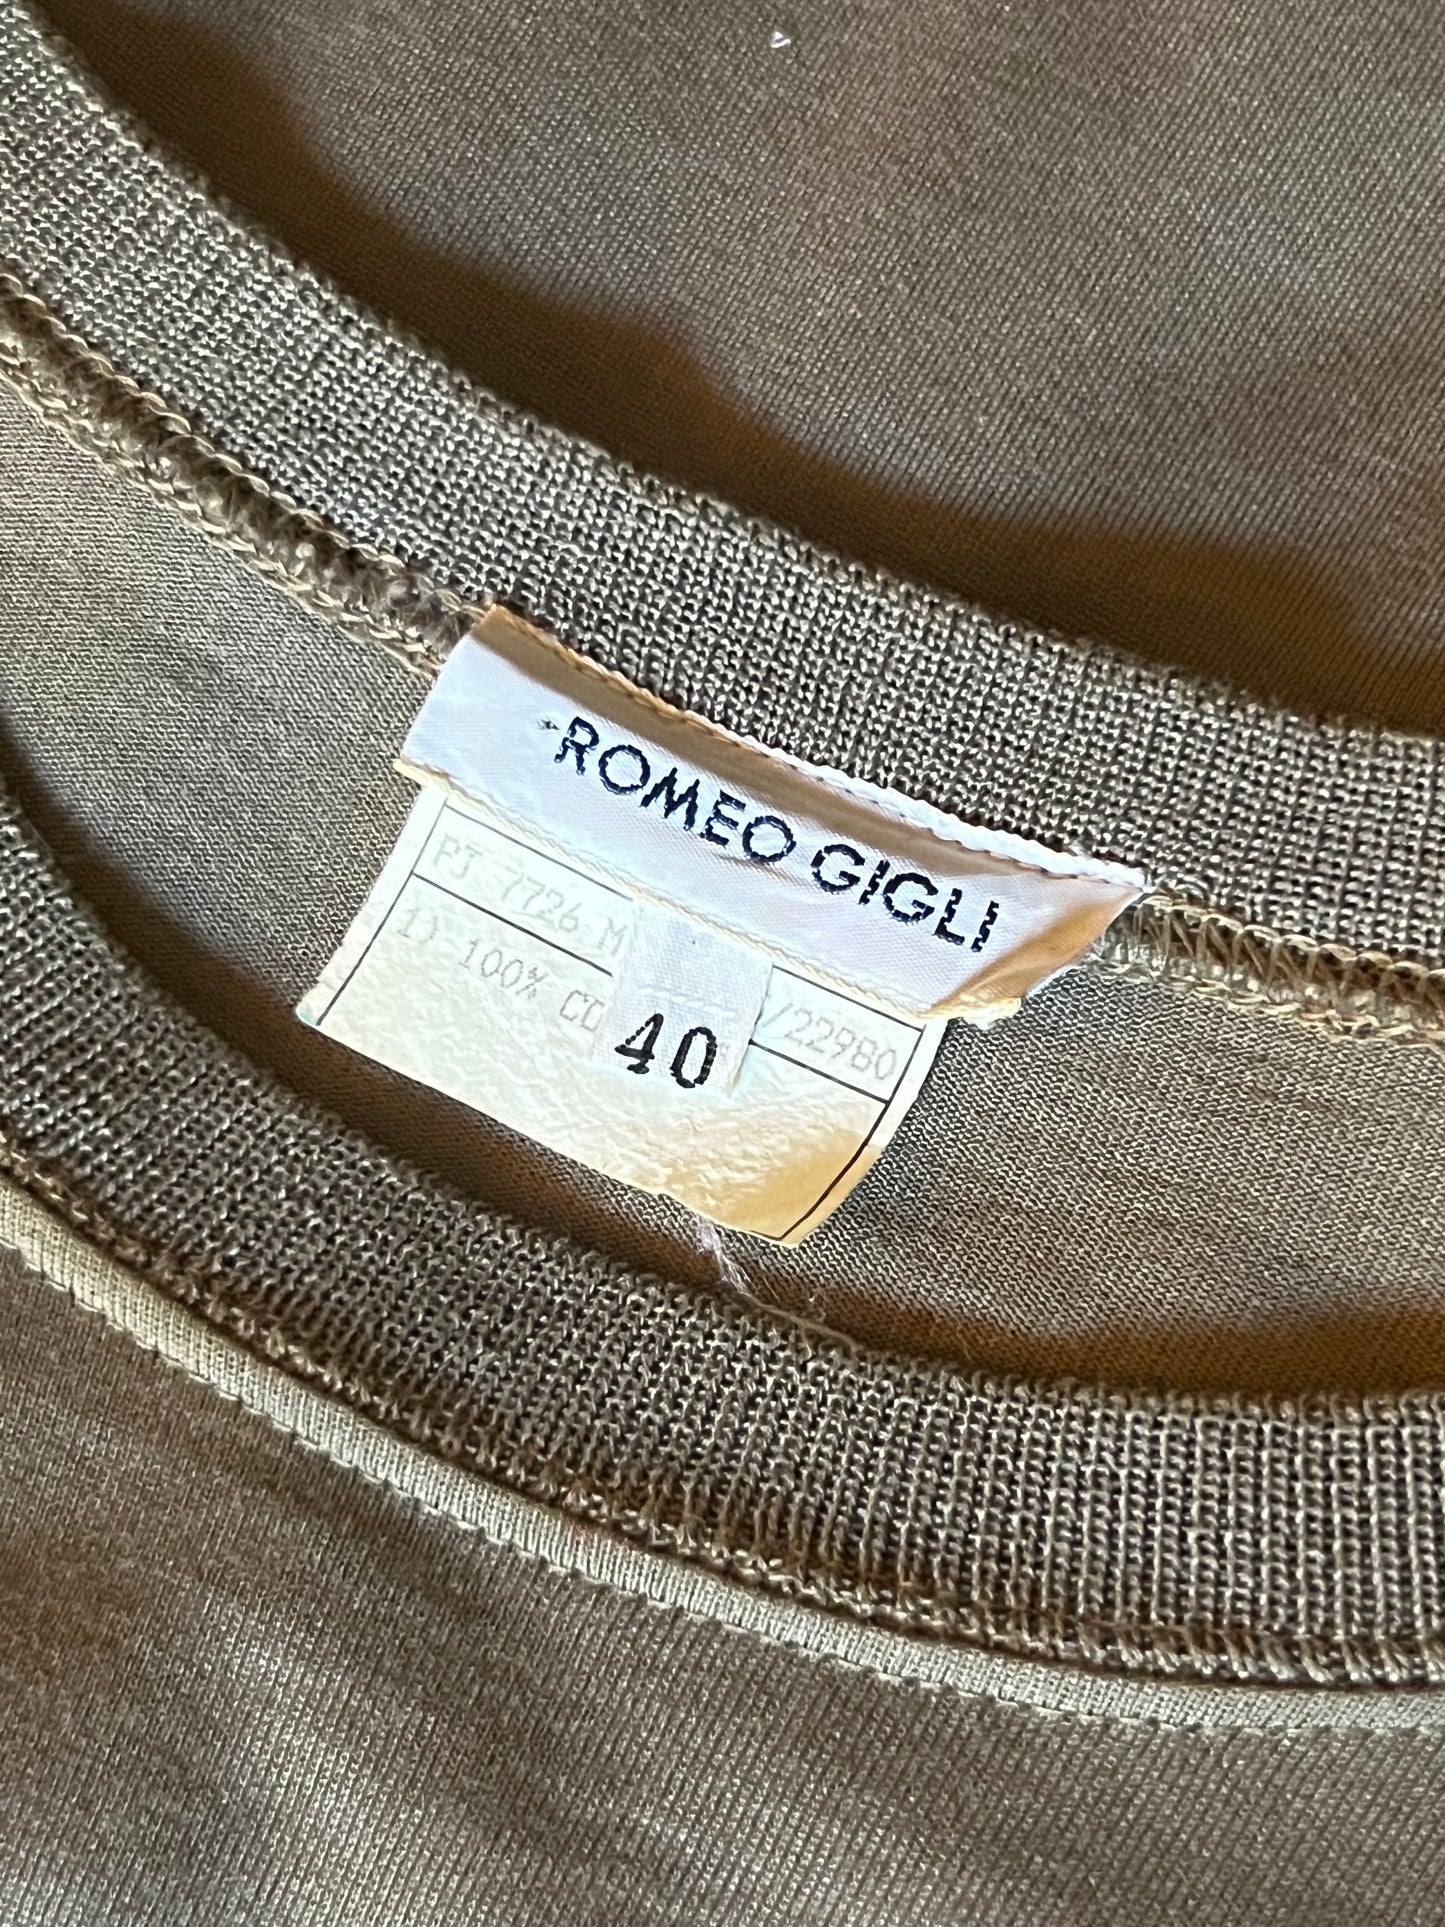 ROMEO GIGLI
PJ 7726 M /22980
1) 100% CO
40